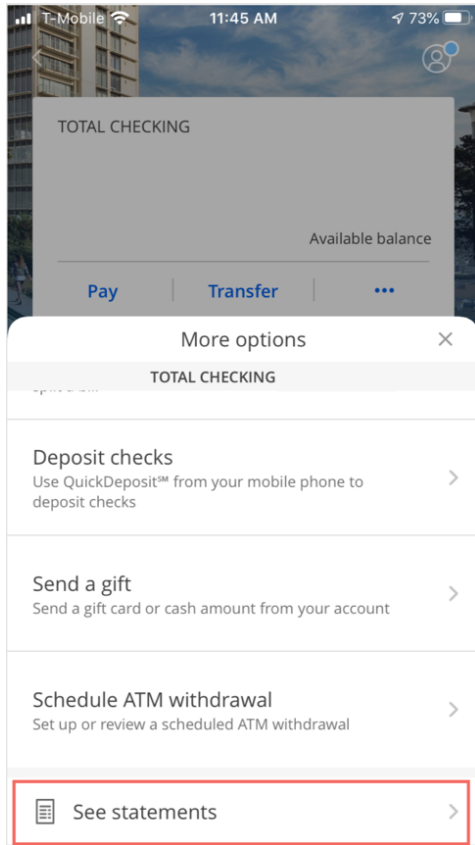 T-Mobile 11:45 AM 73%
TOTAL CHECKING
Available balance
Pay Transfer •••
More options
TOTAL CHECKING
Deposit checks
Use QuickDeposit℠ from your mobile phone to
deposit checks
Send a gift
Send a gift card or cash amount from your account
Schedule ATM withdrawal
Set up or review a scheduled ATM withdrawal
See statements